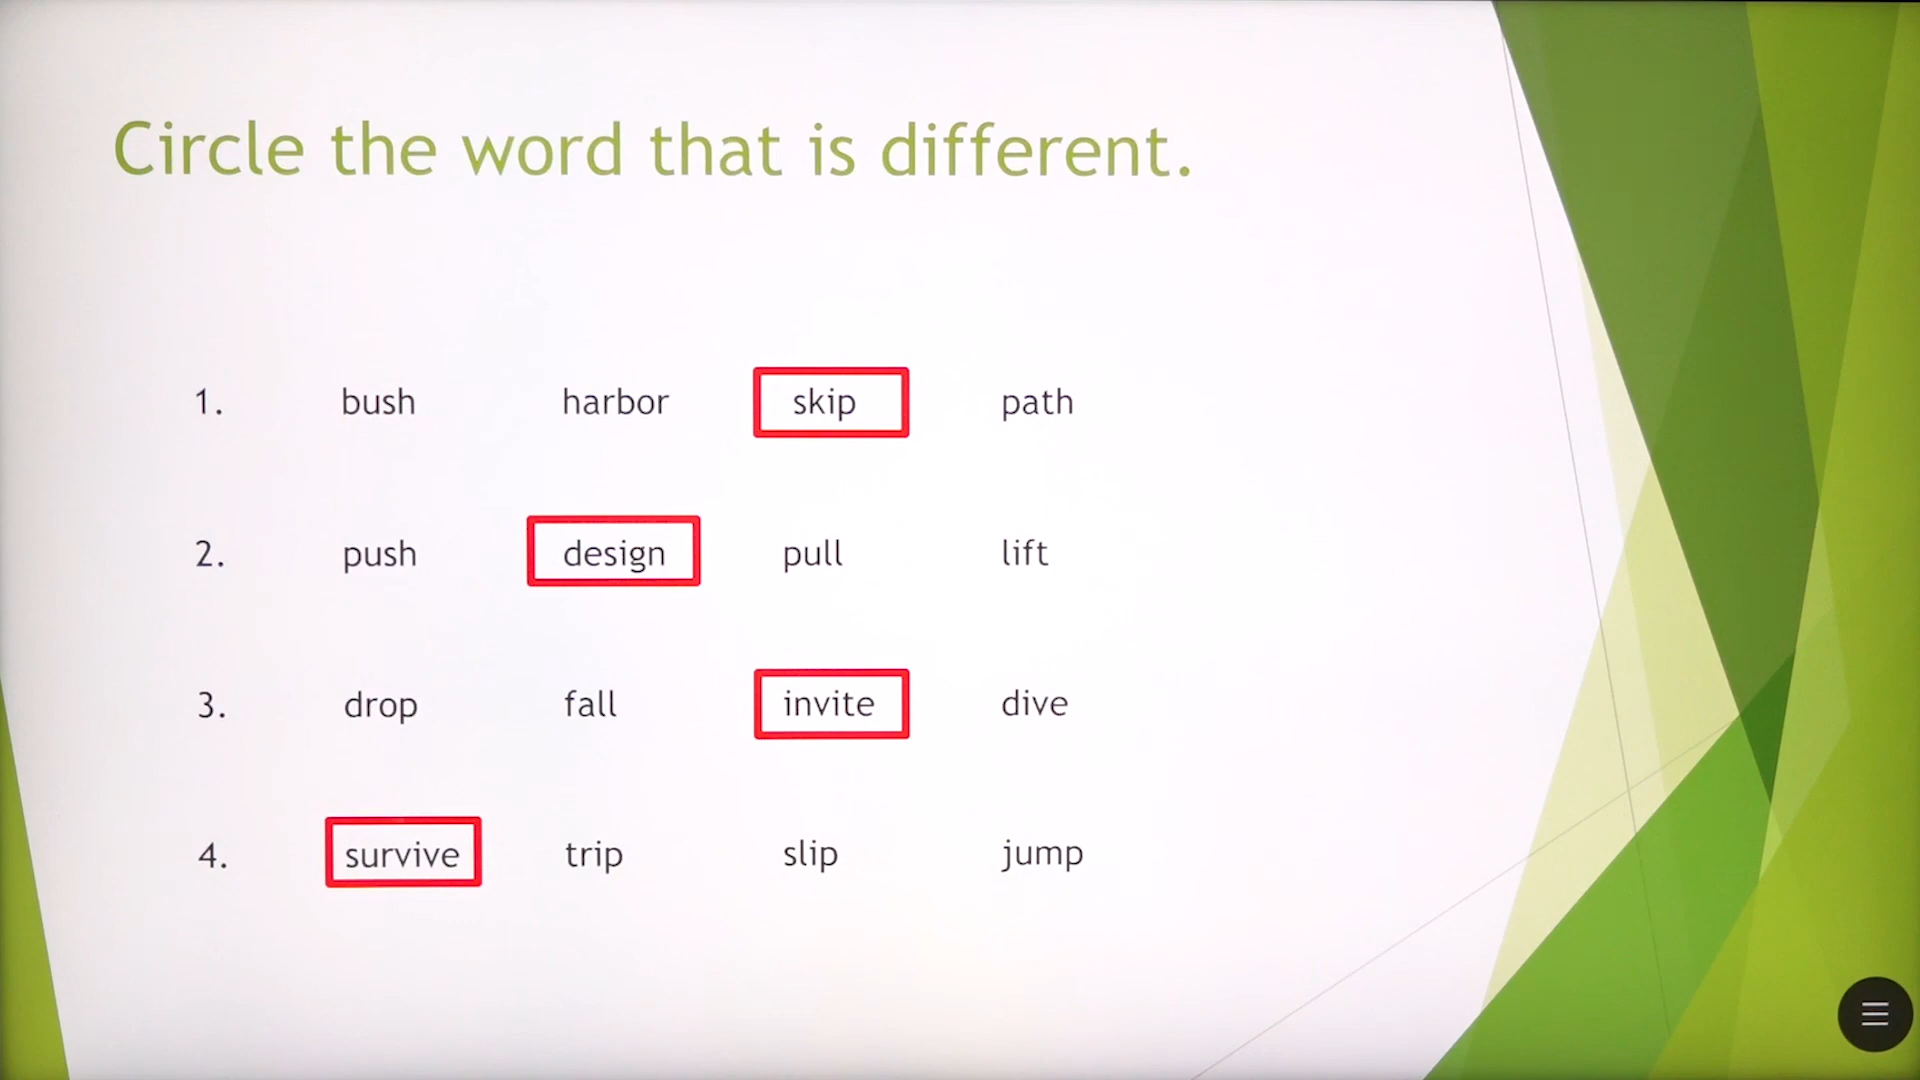 Circle the word that is different.
1. bush harbor skip path
2. push design pull lift
3. drop fall invite dive
4. survive trip slip jump